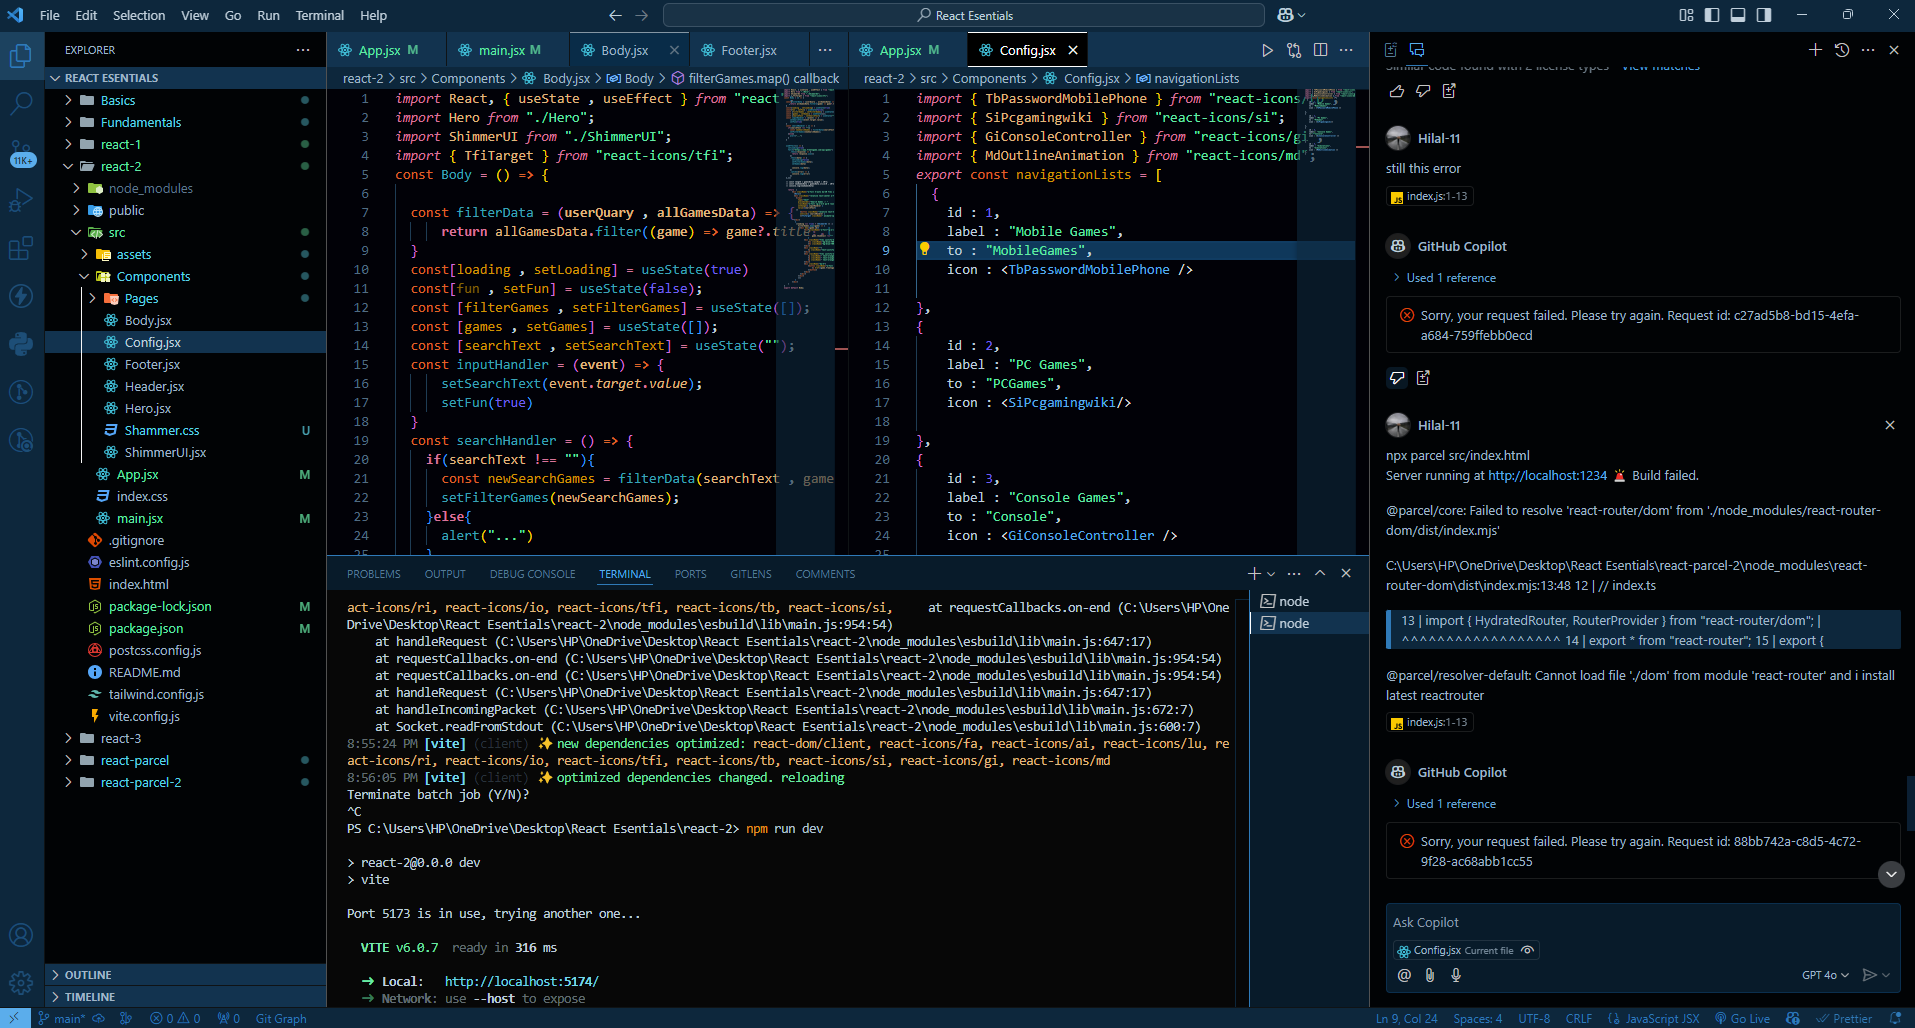 File Edit Selection View Go Run Terminal Help
React Esentials
EXPLORER
REACT ESENTIALS
Basics
Fundamentals
react-1
react-2
node_modules
public
src
assets
Components
Pages
Body.jsx
Config.jsx
Footer.jsx
Header.jsx
Hero.jsx
Shammer.css U
ShimmerUI.jsx
App.jsx M
index.css
main.jsx M
.gitignore
eslint.config.js
index.html
package-lock.json M
package.json M
postcss.config.js
README.md
tailwind.config.js
vite.config.js
react-3
react-parcel
react-parcel-2
OUTLINE
TIMELINE
11K+
App.jsx M main.jsx M Body.jsx Footer.jsx
react-2 > src > Components > Body.jsx > Body > filterGames.map() callback
1 import React, { useState , useEffect } from "react
2 import Hero from "./Hero";
3 import ShimmerUI from "./ShimmerUI";
4 import { TfiTarget } from "react-icons/tfi";
5 const Body = () => {
6
7 const filterData = (userQuary , allGamesData) => {
8 return allGamesData.filter((game) => game?.title
9 }
10 const[loading , setLoading] = useState(true)
11 const[fun , setFun] = useState(false);
12 const [filterGames , setFilterGames] = useState([]);
13 const [games , setGames] = useState([]);
14 const [searchText , setSearchText] = useState("");
15 const inputHandler = (event) => {
16 setSearchText(event.target.value);
17 setFun(true)
18 }
19 const searchHandler = () => {
20 if(searchText !== ""){
21 const newSearchGames = filterData(searchText , game
22 setFilterGames(newSearchGames);
23 }else{
24 alert("...")
25 }
App.jsx M Config.jsx
react-2 > src > Components > Config.jsx > navigationLists
1 import { TbPasswordMobilePhone } from "react-icons/
2 import { SiPcgamingwiki } from "react-icons/si";
3 import { GiConsoleController } from "react-icons/gi
4 import { MdOutlineAnimation } from "react-icons/md"
5 export const navigationLists = [
6 {
7 id : 1,
8 label : "Mobile Games",
9 to : "MobileGames",
10 icon : <TbPasswordMobilePhone />
11
12 },
13 {
14 id : 2,
15 label : "PC Games",
16 to : "PCGames",
17 icon : <SiPcgamingwiki/>
18
19 },
20 {
21 id : 3,
22 label : "Console Games",
23 to : "Console",
24 icon : <GiConsoleController />
25
PROBLEMS OUTPUT DEBUG CONSOLE TERMINAL PORTS GITLENS COMMENTS
act-icons/ri, react-icons/io, react-icons/tfi, react-icons/tb, react-icons/si, at requestCallbacks.on-end (C:\Users\HP\One
Drive\Desktop\React Esentials\react-2\node_modules\esbuild\lib\main.js:954:54)
at handleRequest (C:\Users\HP\OneDrive\Desktop\React Esentials\react-2\node_modules\esbuild\lib\main.js:647:17)
at requestCallbacks.on-end (C:\Users\HP\OneDrive\Desktop\React Esentials\react-2\node_modules\esbuild\lib\main.js:954:54)
at requestCallbacks.on-end (C:\Users\HP\OneDrive\Desktop\React Esentials\react-2\node_modules\esbuild\lib\main.js:954:54)
at handleRequest (C:\Users\HP\OneDrive\Desktop\React Esentials\react-2\node_modules\esbuild\lib\main.js:647:17)
at handleIncomingPacket (C:\Users\HP\OneDrive\Desktop\React Esentials\react-2\node_modules\esbuild\lib\main.js:672:7)
at Socket.readFromStdout (C:\Users\HP\OneDrive\Desktop\React Esentials\react-2\node_modules\esbuild\lib\main.js:600:7)
8:55:24 PM [vite] (client) ✨ new dependencies optimized: react-dom/client, react-icons/fa, react-icons/ai, react-icons/lu, re
act-icons/ri, react-icons/io, react-icons/tfi, react-icons/tb, react-icons/si, react-icons/gi, react-icons/md
8:56:05 PM [vite] (client) ✨ optimized dependencies changed. reloading
Terminate batch job (Y/N)?
^C
PS C:\Users\HP\OneDrive\Desktop\React Esentials\react-2> npm run dev
> react-2@0.0.0 dev
> vite
Port 5173 is in use, trying another one...
VITE v6.0.7 ready in 316 ms
➜ Local: http://localhost:5174/
➜ Network: use --host to expose
node
node
Similar code found with 2 license types - View matches
Hilal-11
still this error
index.js:1-13
GitHub Copilot
> Used 1 reference
Sorry, your request failed. Please try again. Request id: c27ad5b8-bd15-4efa-
a684-759ffebb0ecd
Hilal-11
npx parcel src/index.html
Server running at http://localhost:1234 🚨 Build failed.
@parcel/core: Failed to resolve 'react-router/dom' from './node_modules/react-router-
dom/dist/index.mjs'
C:\Users\HP\OneDrive\Desktop\React Esentials\react-parcel-2\node_modules\react-
router-dom\dist\index.mjs:13:48 12 | // index.ts
13 | import { HydratedRouter, RouterProvider } from "react-router/dom"; |
^^^^^^^^^^^^^^^^^^ 14 | export * from "react-router"; 15 | export {
@parcel/resolver-default: Cannot load file './dom' from module 'react-router' and i install
latest reactrouter
index.js:1-13
GitHub Copilot
> Used 1 reference
Sorry, your request failed. Please try again. Request id: 88bb742a-c8d5-4c72-
9f28-ac68abb1cc55
Ask Copilot
Config.jsx Current file
GPT 4o
main* 0 0 0 Git Graph
Ln 9, Col 24 Spaces: 4 UTF-8 CRLF JavaScript JSX Go Live Prettier